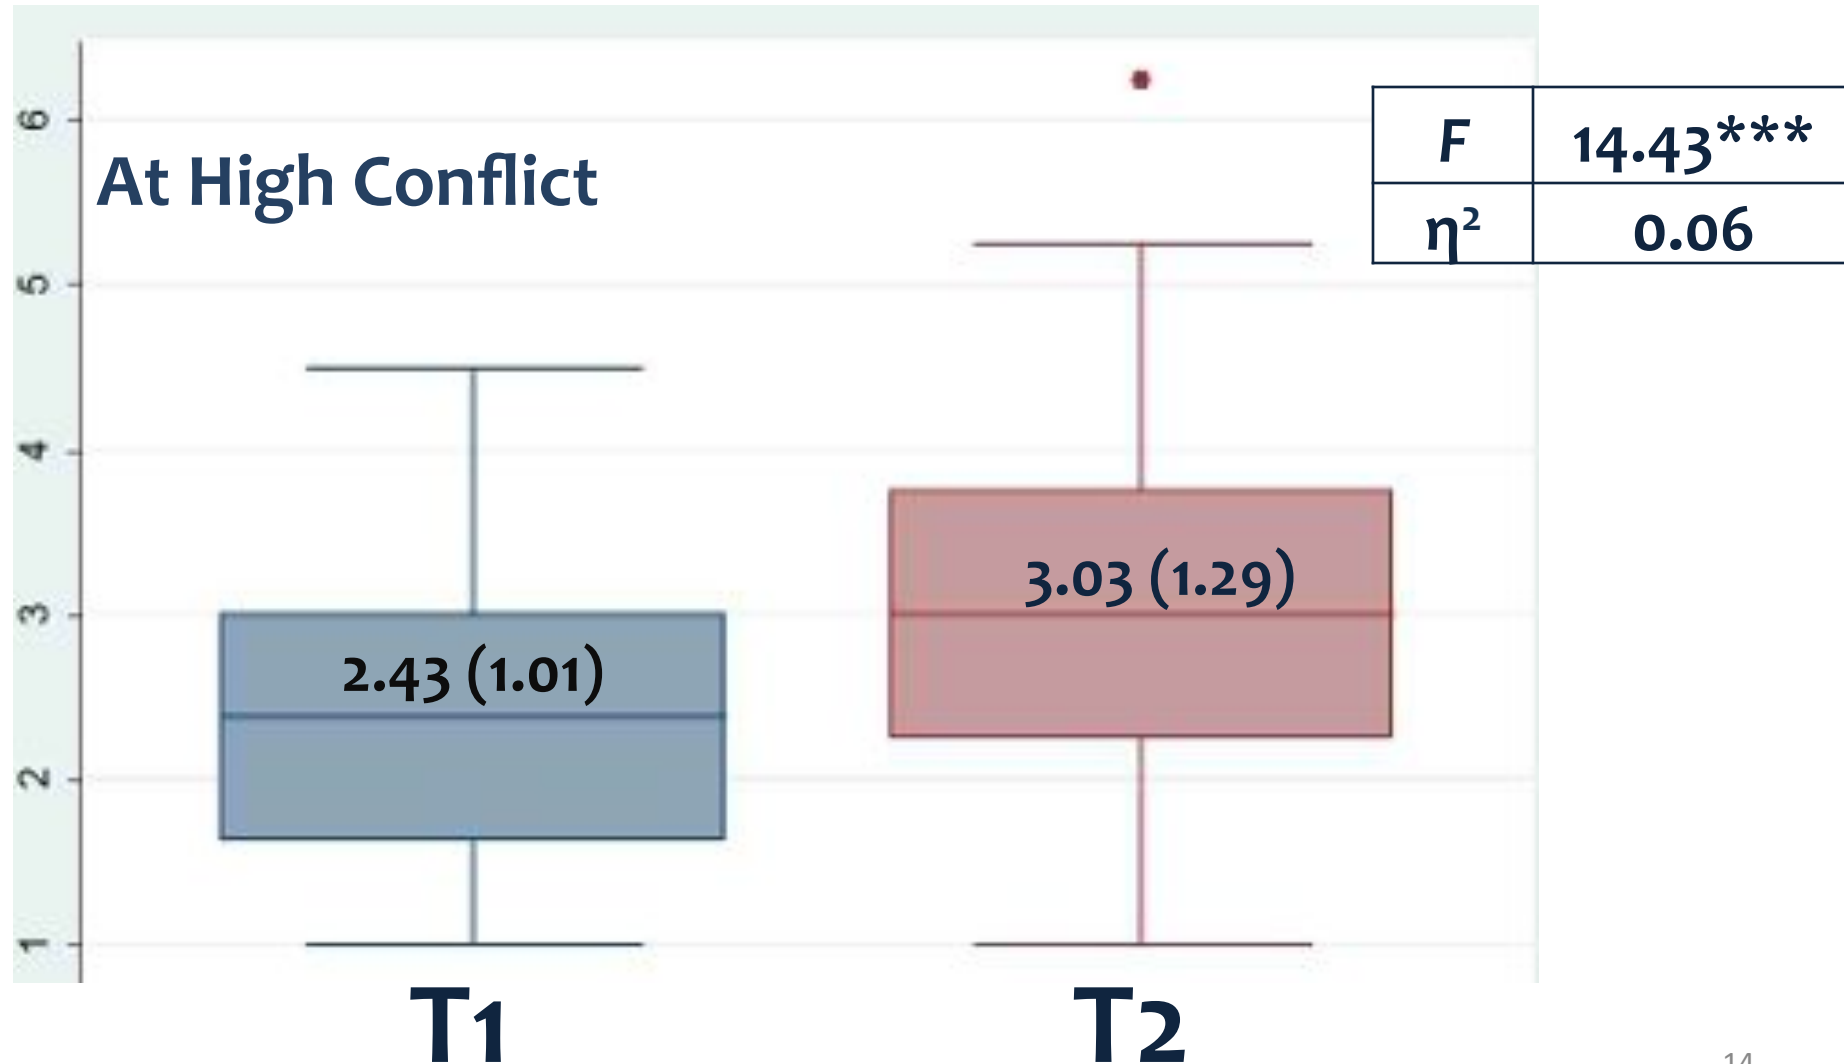 6
At High Conflict
F 14.43***
η² 0.06
5
4
3
3.03 (1.29)
2.43 (1.01)
2
1
T1 T2
14